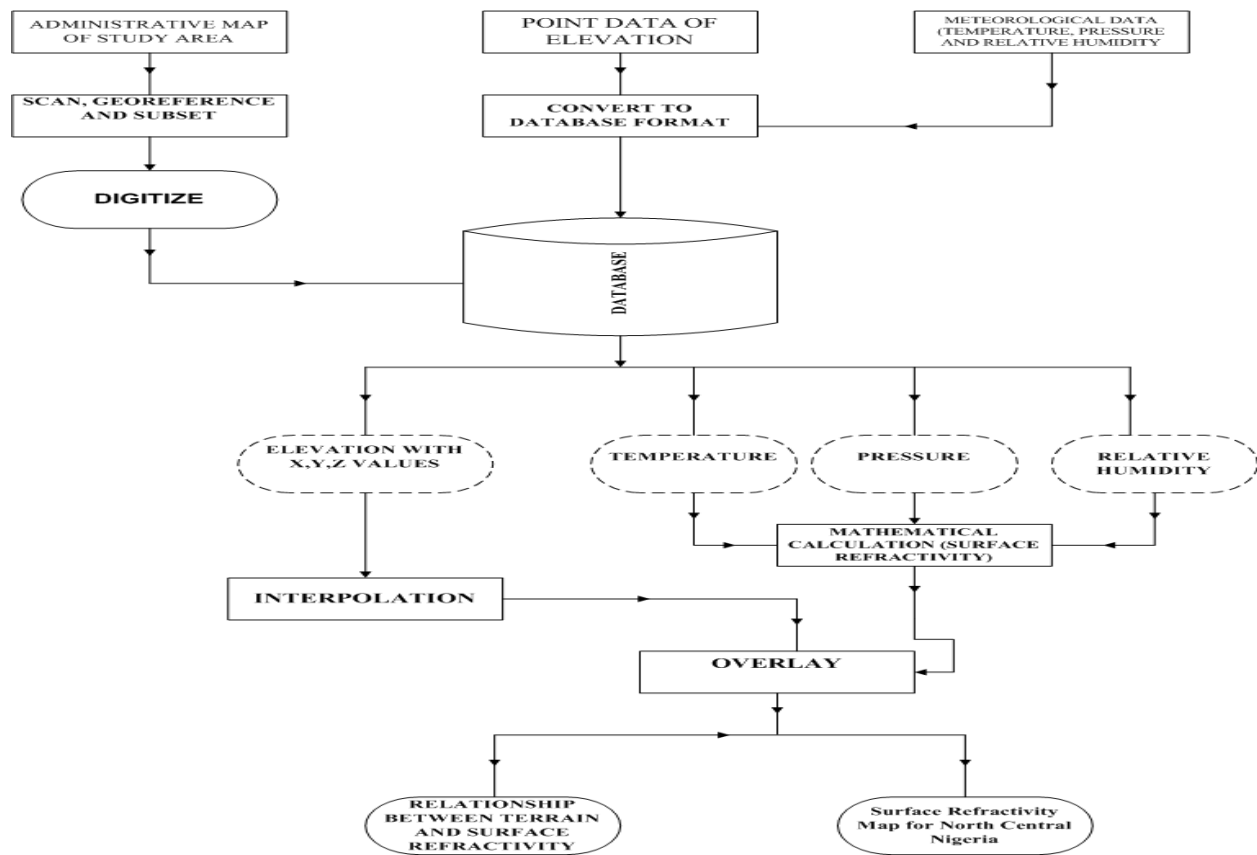 ADMINISTRATIVE MAP
OF STUDY AREA
POINT DATA OF
ELEVATION
METEOROLOGICAL DATA
(TEMPERATURE, PRESSURE
AND RELATIVE HUMIDITY
SCAN, GEOREFERENCE
AND SUBSET
CONVERT TO
DATABASE FORMAT
DIGITIZE
DATABASE
ELEVATION WITH
X,Y,Z VALUES
TEMPERATURE
PRESSURE
RELATIVE
HUMIDITY
MATHEMATICAL
CALCULATION (SURFACE
REFRACTIVITY)
INTERPOLATION
OVERLAY
RELATIONSHIP
BETWEEN TERRAIN
AND SURFACE
REFRACTIVITY
Surface Refractivity
Map for North Central
Nigeria